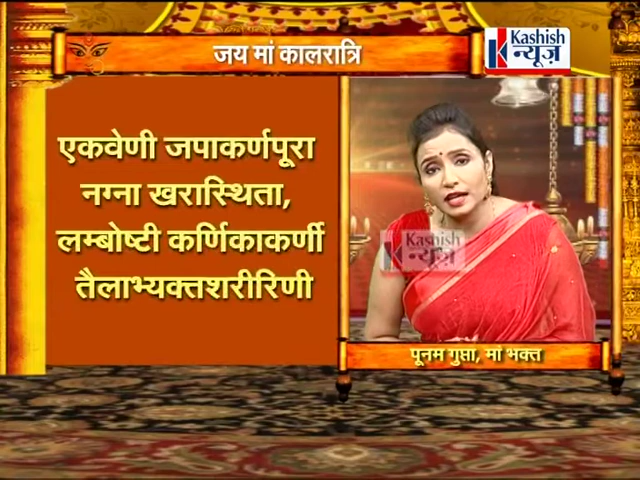 जय मां कालरात्रि
Kashish
न्यूज़
एकवेणी जपाकर्णपूरा
नग्ना खरास्थिता,
लम्बोष्टी कर्णिकाकर्णी
तैलाभ्यक्तशरीरिणी
Kashish
न्यूज़
पूनम गुप्ता, मां भक्त